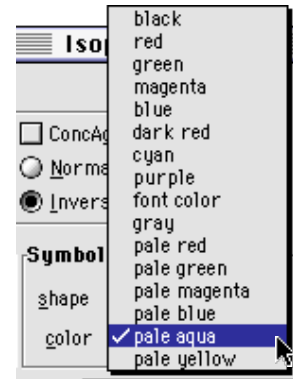 black
Isop red
green
magenta
blue
ConcAg dark red
cyan
Norma purple
Invers font color
gray
pale red
Symbol pale green
shape pale magenta
pale blue
color ✓ pale aqua
pale yellow